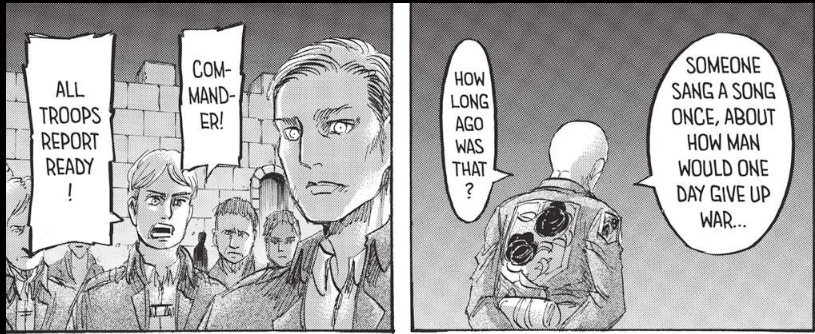 SOMEONE
SANG A SONG
ONCE, ABOUT
HOW MAN
WOULD ONE
DAY GIVE UP
WAR...
HOW
LONG
AGO
WAS
THAT
?
COM-
MAND-
ER!
ALL
TROOPS
REPORT
READY
!